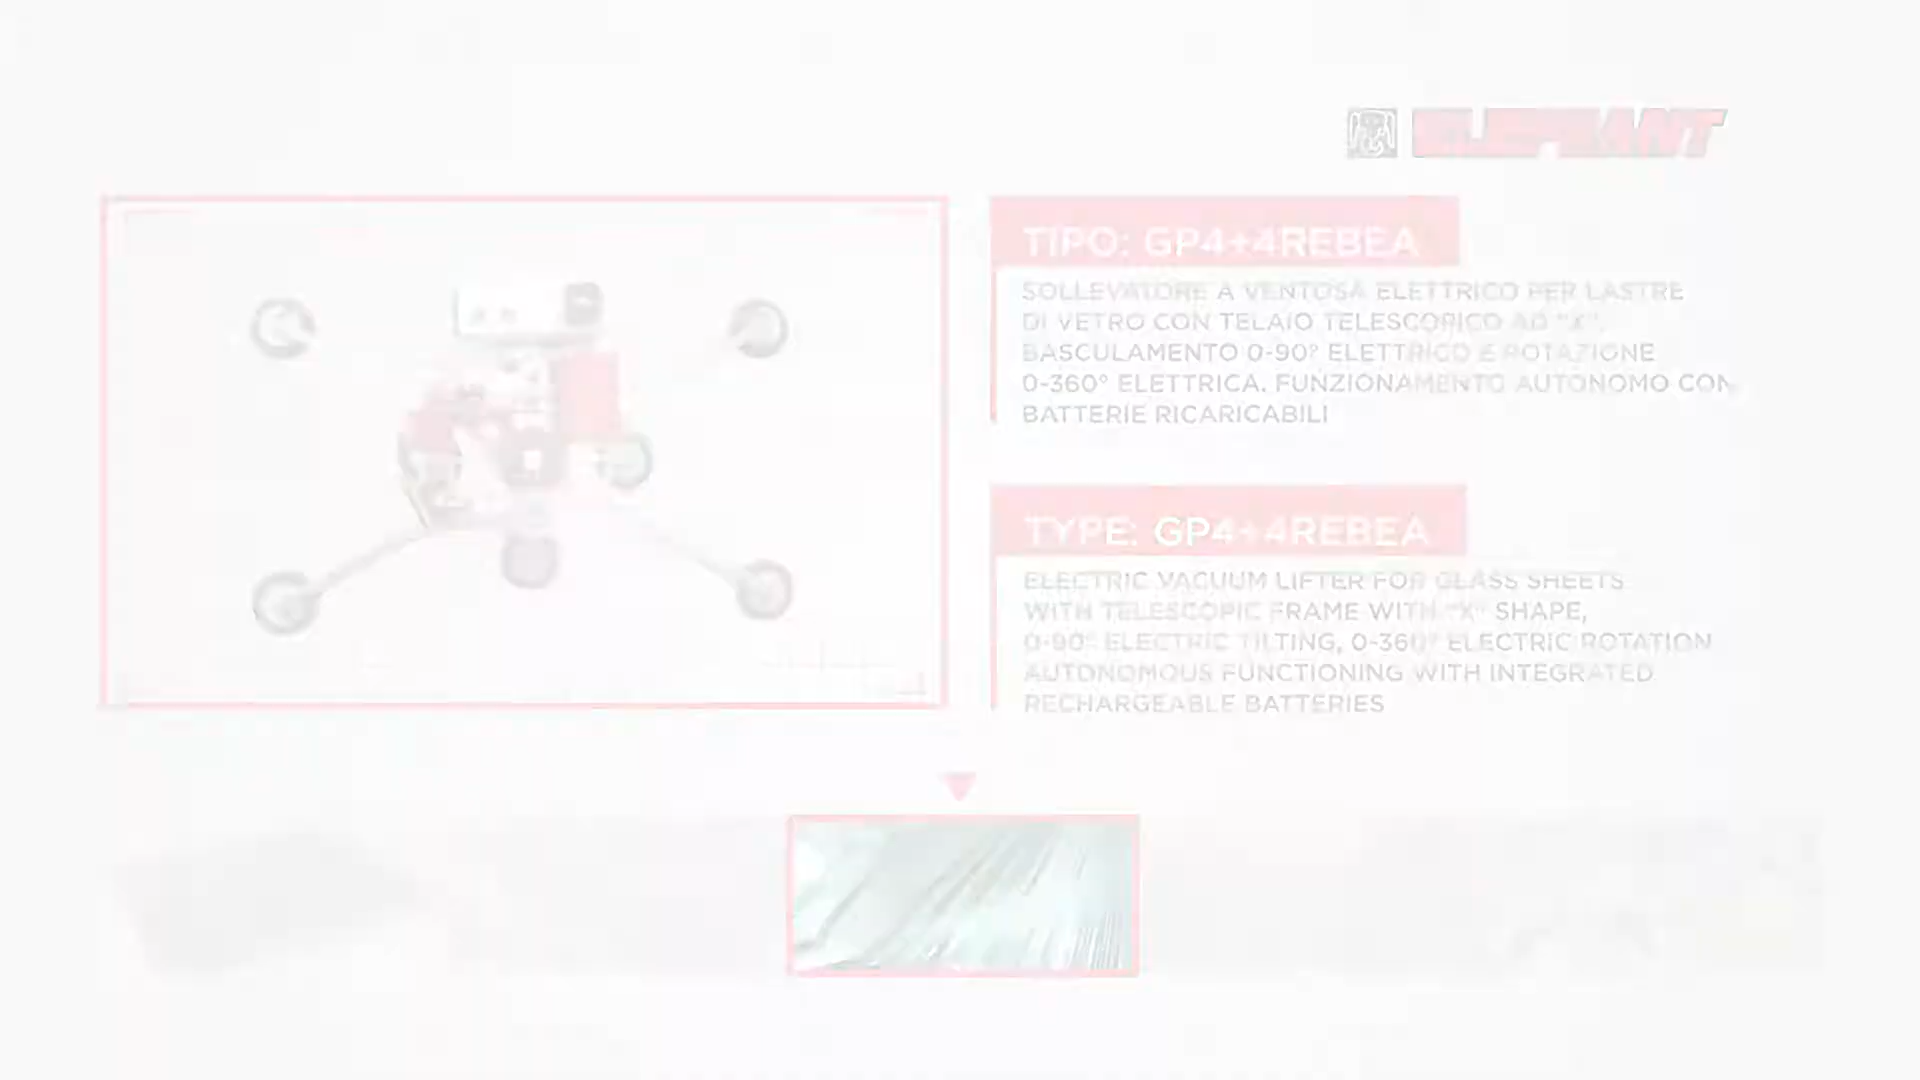 ELEPHANT
TIPO: GP4+4REBEA
SOLLEVATORE A VENTOSA ELETTRICO PER LASTRE
DI VETRO CON TELAIO TELESCOPICO AD "X",
BASCULAMENTO 0-90° ELETTRICO E ROTAZIONE
0-360° ELETTRICA. FUNZIONAMENTO AUTONOMO CON
BATTERIE RICARICABILI
TYPE: GP4+4REBEA
ELECTRIC VACUUM LIFTER FOR GLASS SHEETS
WITH TELESCOPIC FRAME WITH "X" SHAPE,
0-90° ELECTRIC TILTING, 0-360° ELECTRIC ROTATION
AUTONOMOUS FUNCTIONING WITH INTEGRATED
RECHARGEABLE BATTERIES